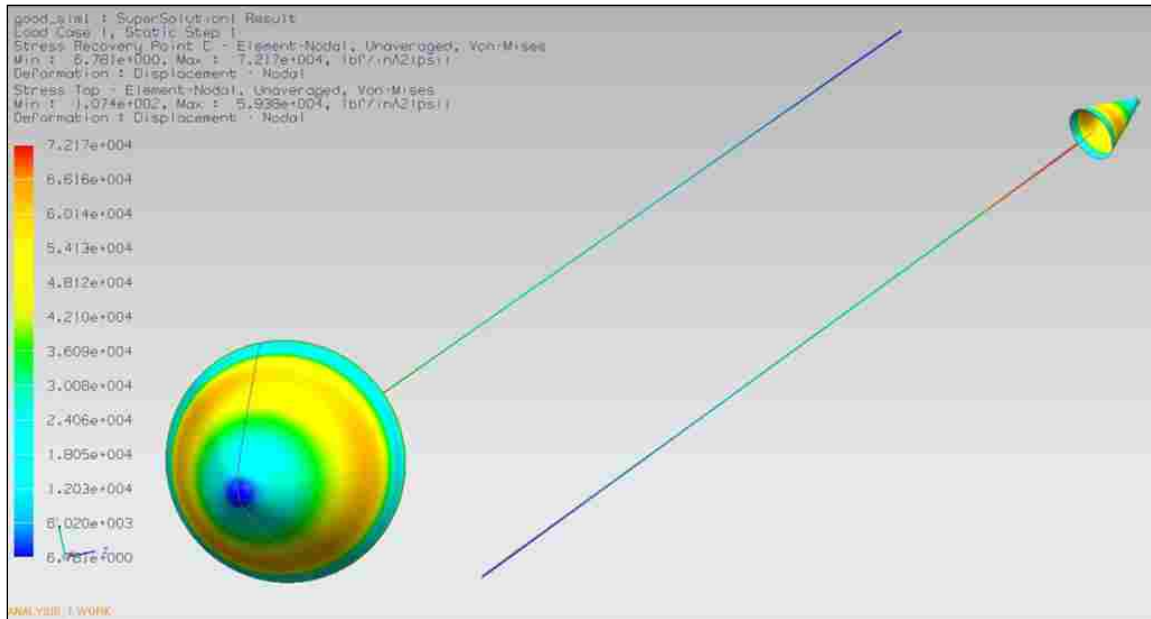 good_sim1 : SuperSolution1 Result
Load Case 1, Static Step 1
Stress Recovery Point C - Element-Nodal, Unaveraged, Von-Mises
Min : 6.781e+000, Max : 7.217e+004, lbf/in^2(psi)
Deformation : Displacement - Nodal
Stress Top - Element-Nodal, Unaveraged, Von-Mises
Min : 1.074e+002, Max : 5.938e+004, lbf/in^2(psi)
Deformation : Displacement - Nodal
7.217e+004
6.616e+004
6.014e+004
5.413e+004
4.812e+004
4.210e+004
3.609e+004
3.008e+004
2.406e+004
1.805e+004
1.203e+004
6.020e+003
6.781e+000
ANALYSIS 1 WORK